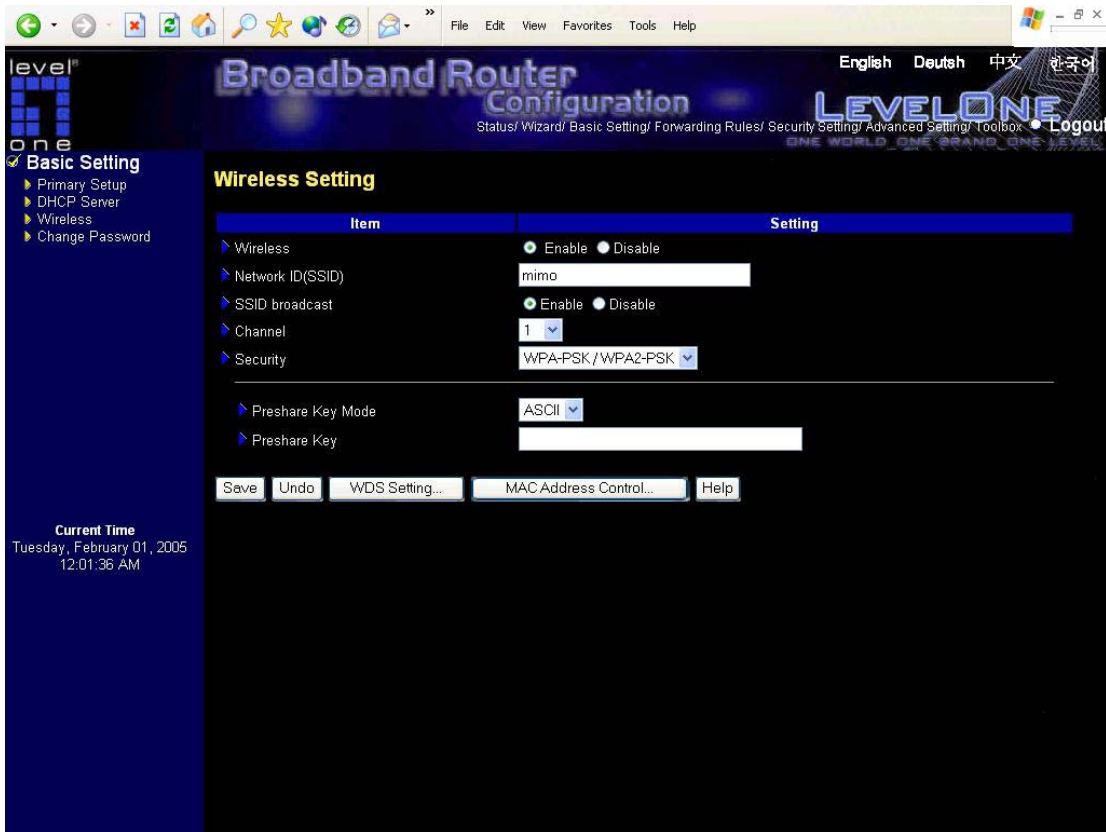 » File Edit View Favorites Tools Help
level®
one
Broadband Router
Configuration
English Deutsh 中文 한국어
LEVELONE
Status/ Wizard/ Basic Setting/ Forwarding Rules/ Security Setting/ Advanced Setting/ Toolbox Logout
ONE WORLD_ONE BRAND_ONE LEVEL
Basic Setting
Primary Setup
DHCP Server
Wireless
Change Password
Wireless Setting
Item Setting
Wireless Enable Disable
Network ID(SSID) mimo
SSID broadcast Enable Disable
Channel 1
Security WPA-PSK / WPA2-PSK
Preshare Key Mode ASCII
Preshare Key
Save Undo WDS Setting... MAC Address Control... Help
Current Time
Tuesday, February 01, 2005
12:01:36 AM